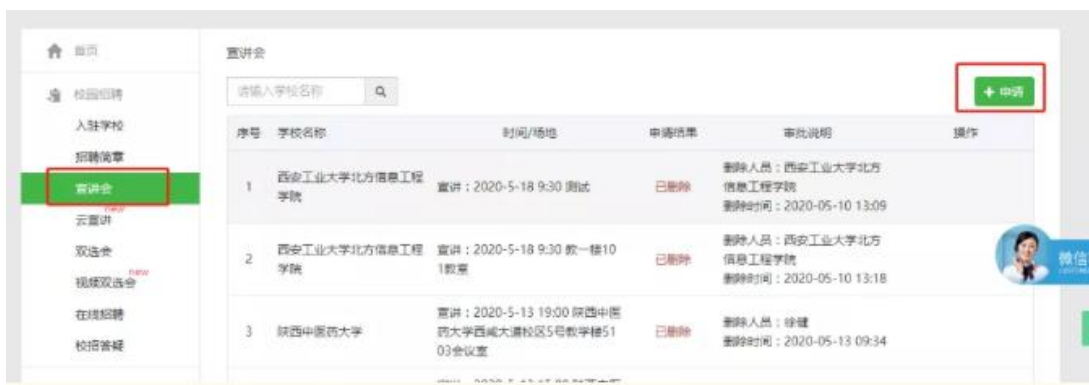 首页
校园招聘
入驻学校
招聘简章
宣讲会
云宣讲
new
双选会
视频双选会
new
在线招聘
校招答疑
宣讲会
请输入学校名称
+ 申请
序号 学校名称 时间/场地 申请结果 审批说明 操作
1 西安工业大学北方信息工程学院 宣讲：2020-5-18 9:30 测试 已删除
删除人员：西安工业大学北方
信息工程学院
删除时间：2020-05-10 13:09
2 西安工业大学北方信息工程学院
宣讲：2020-5-18 9:30 教一楼10
1教室
已删除
删除人员：西安工业大学北方
信息工程学院
删除时间：2020-05-10 13:18
3 陕西中医药大学
宣讲：2020-5-13 19:00 陕西中医
药大学西咸大道校区5号教学楼51
03会议室
已删除
删除人员：徐健
删除时间：2020-05-13 09:34
微信